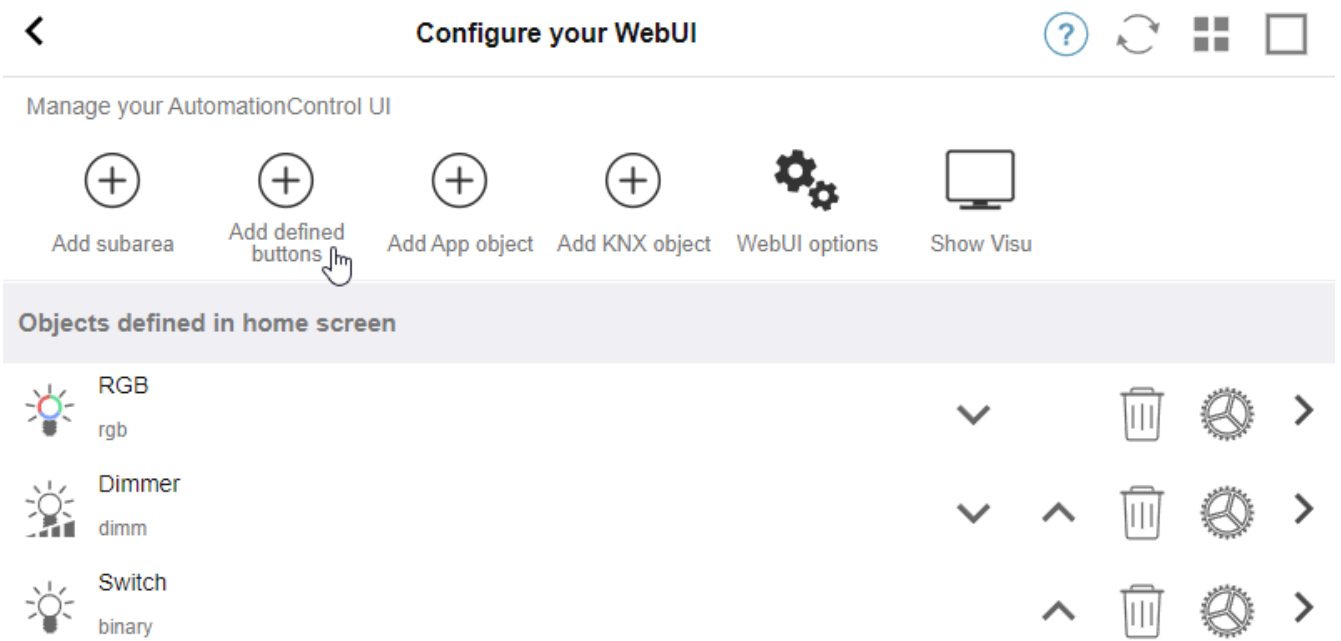 Configure your WebUI
?
Manage your AutomationControl UI
Add subarea
Add defined
buttons
Add App object
Add KNX object
WebUI options
Show Visu
Objects defined in home screen
RGB
rgb
Dimmer
dimm
Switch
binary